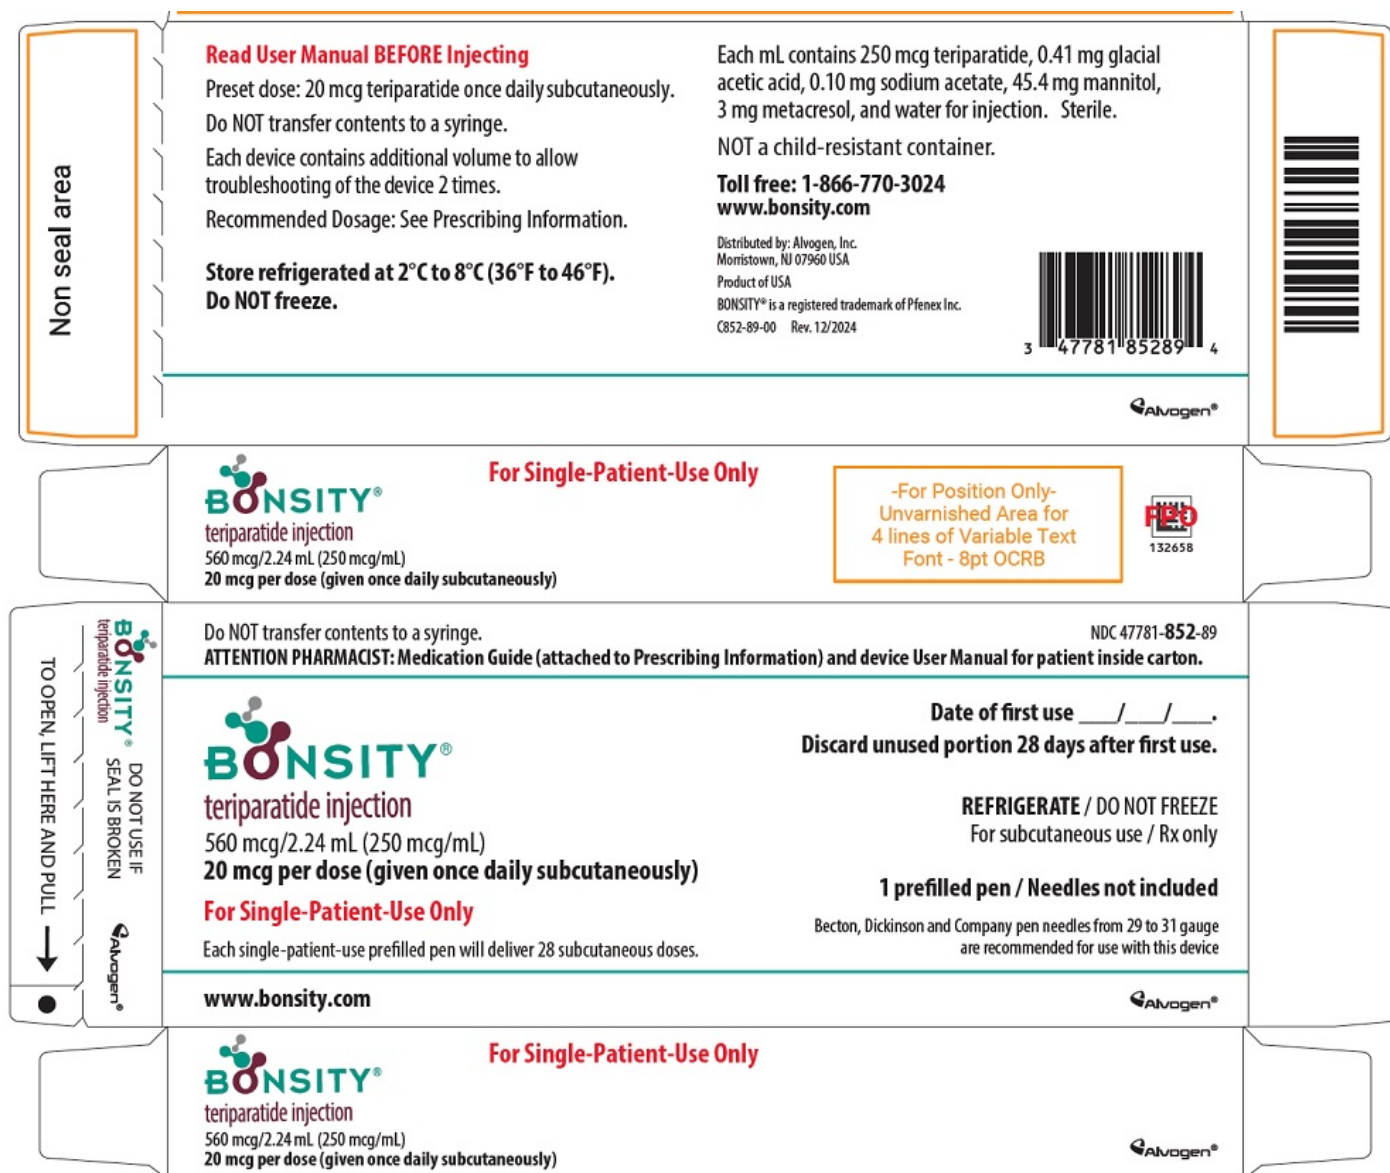 Non seal area
Read User Manual BEFORE Injecting
Preset dose: 20 mcg teriparatide once daily subcutaneously.
Do NOT transfer contents to a syringe.
Each device contains additional volume to allow
troubleshooting of the device 2 times.
Recommended Dosage: See Prescribing Information.
Store refrigerated at 2°C to 8°C (36°F to 46°F).
Do NOT freeze.
Each mL contains 250 mcg teriparatide, 0.41 mg glacial
acetic acid, 0.10 mg sodium acetate, 45.4 mg mannitol,
3 mg metacresol, and water for injection. Sterile.
NOT a child-resistant container.
Toll free: 1-866-770-3024
www.bonsity.com
Distributed by: Alvogen, Inc.
Morristown, NJ 07960 USA
Product of USA
BONSITY® is a registered trademark of Pfenex Inc.
C852-89-00 Rev. 12/2024
3 47781 85289 4
Alvogen®
BONSITY®
teriparatide injection
560 mcg/2.24 mL (250 mcg/mL)
20 mcg per dose (given once daily subcutaneously)
For Single-Patient-Use Only
-For Position Only-
Unvarnished Area for
4 lines of Variable Text
Font - 8pt OCRB
FPO
132658
TO OPEN, LIFT HERE AND PULL
BONSITY®
teriparatide injection
DO NOT USE IF
SEAL IS BROKEN
Alvogen®
Do NOT transfer contents to a syringe.
NDC 47781-852-89
ATTENTION PHARMACIST: Medication Guide (attached to Prescribing Information) and device User Manual for patient inside carton.
BONSITY®
teriparatide injection
560 mcg/2.24 mL (250 mcg/mL)
20 mcg per dose (given once daily subcutaneously)
For Single-Patient-Use Only
Each single-patient-use prefilled pen will deliver 28 subcutaneous doses.
Date of first use ___/___/___.
Discard unused portion 28 days after first use.
REFRIGERATE / DO NOT FREEZE
For subcutaneous use / Rx only
1 prefilled pen / Needles not included
Becton, Dickinson and Company pen needles from 29 to 31 gauge
are recommended for use with this device
www.bonsity.com
Alvogen®
BONSITY®
teriparatide injection
560 mcg/2.24 mL (250 mcg/mL)
20 mcg per dose (given once daily subcutaneously)
For Single-Patient-Use Only
Alvogen®